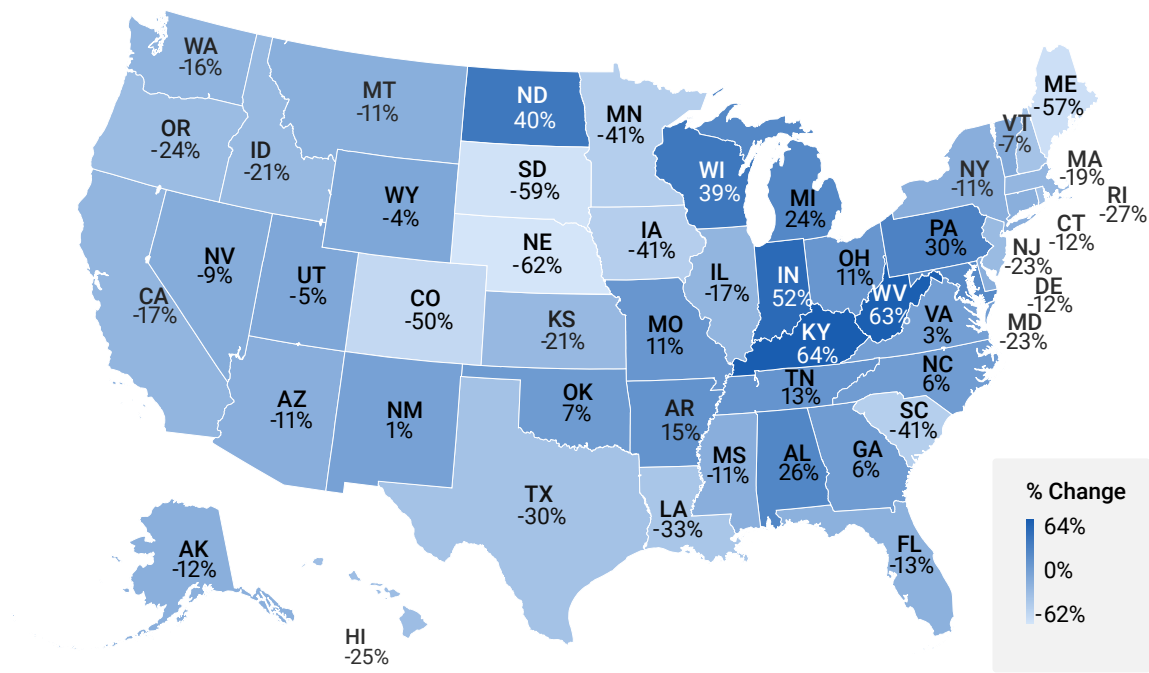 WA
-16%
MT
-11%
ND
40%
MN
-41%
ME
-57%
OR
-24%
ID
-21%
VT
-7%
SD
-59%
WI
39%
NY
-11%
MA
-19%
WY
-4%
MI
24%
RI
-27%
CT
-12%
PA
30%
IA
-41%
NE
-62%
NJ
-23%
NV
-9%
UT
-5%
OH
11%
IL
-17%
IN
52%
DE
-12%
CA
-17%
CO
-50%
WV
63%
MD
-23%
KS
-21%
MO
11%
VA
3%
KY
64%
NC
6%
TN
13%
AZ
-11%
NM
1%
OK
7%
AR
15%
SC
-41%
MS
-11%
AL
26%
GA
6%
TX
-30%
LA
-33%
FL
-13%
AK
-12%
HI
-25%
% Change
64%
0%
-62%